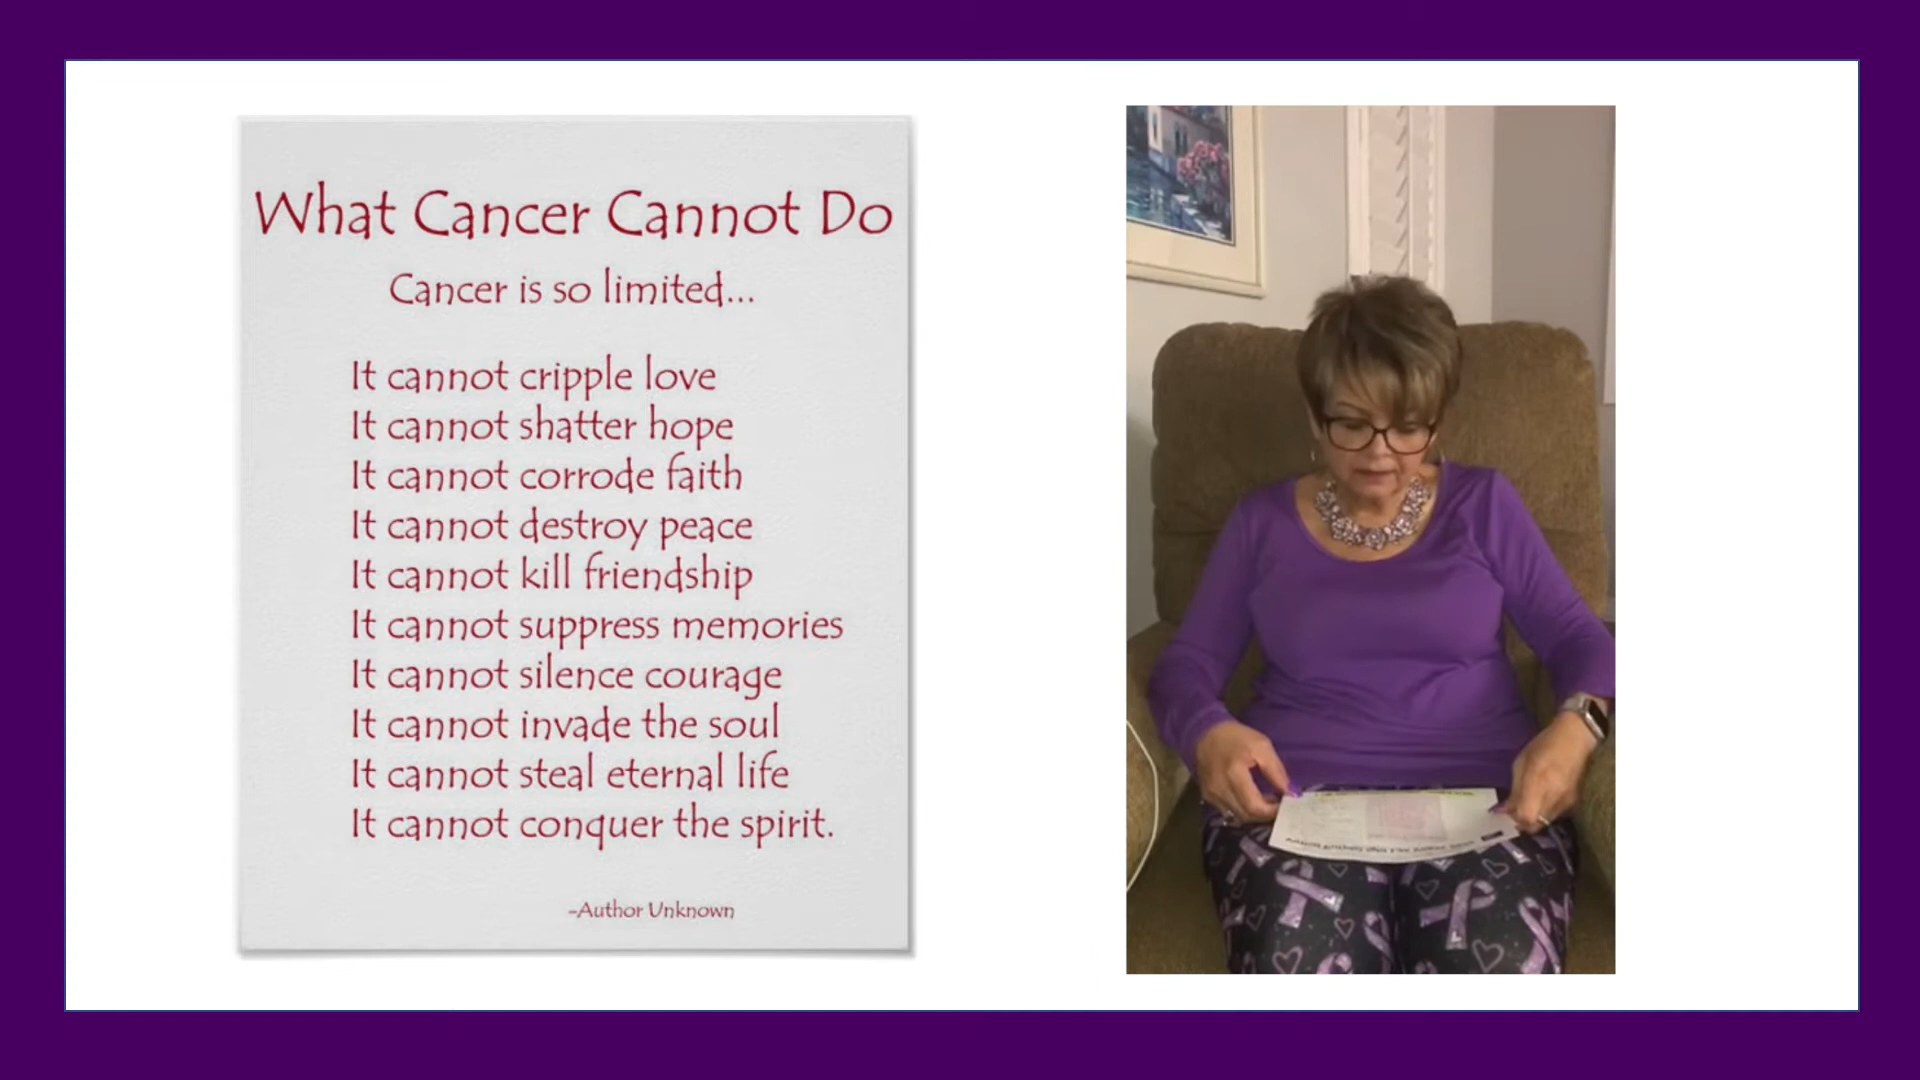 What Cancer Cannot Do
Cancer is so limited...
It cannot cripple love
It cannot shatter hope
It cannot corrode faith
It cannot destroy peace
It cannot kill friendship
It cannot suppress memories
It cannot silence courage
It cannot invade the soul
It cannot steal eternal life
It cannot conquer the spirit.
-Author Unknown